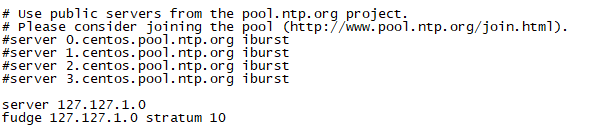 # Use public servers from the pool.ntp.org project.
# Please consider joining the pool (http://www.pool.ntp.org/join.html).
#server 0.centos.pool.ntp.org iburst
#server 1.centos.pool.ntp.org iburst
#server 2.centos.pool.ntp.org iburst
#server 3.centos.pool.ntp.org iburst
server 127.127.1.0
fudge 127.127.1.0 stratum 10